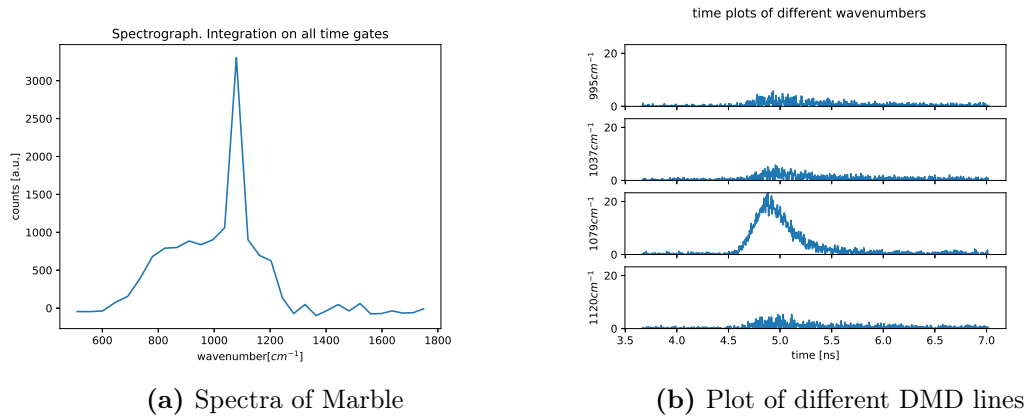 Spectrograph. Integration on all time gates
counts [a.u.]
3000
2500
2000
1500
1000
500
0
600 800 1000 1200 1400 1600 1800
wavenumber[cm⁻¹]
(a) Spectra of Marble
time plots of different wavenumbers
995cm⁻¹
20
0
1037cm⁻¹
20
0
1079cm⁻¹
20
0
1120cm⁻¹
20
0
3.5 4.0 4.5 5.0 5.5 6.0 6.5 7.0
time [ns]
(b) Plot of different DMD lines